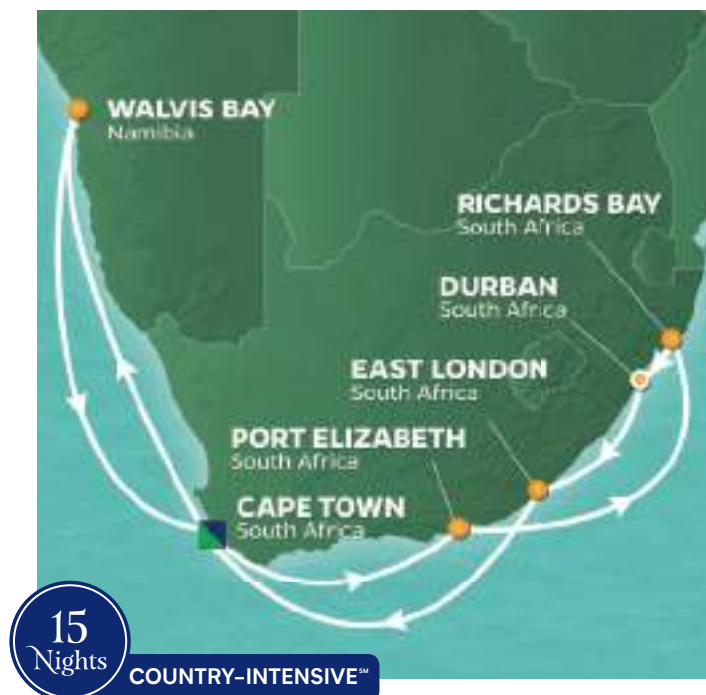 WALVIS BAY
Namibia
RICHARDS BAY
South Africa
DURBAN
South Africa
EAST LONDON
South Africa
PORT ELIZABETH
South Africa
CAPE TOWN
South Africa
15
Nights
COUNTRY-INTENSIVE℠